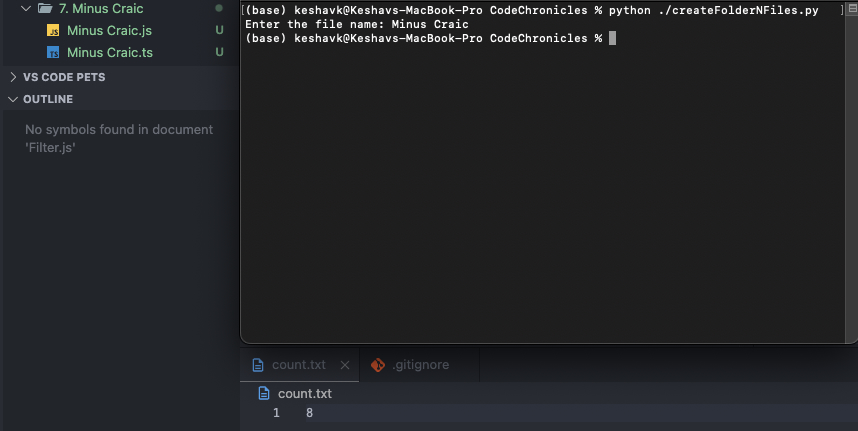 7. Minus Craic
JS Minus Craic.js U
TS Minus Craic.ts U
VS CODE PETS
OUTLINE
No symbols found in document
'Filter.js'
[(base) keshavk@Keshavs-MacBook-Pro CodeChronicles % python ./createFolderNFiles.py ]
Enter the file name: Minus Craic
(base) keshavk@Keshavs-MacBook-Pro CodeChronicles %
count.txt .gitignore
count.txt
1 8